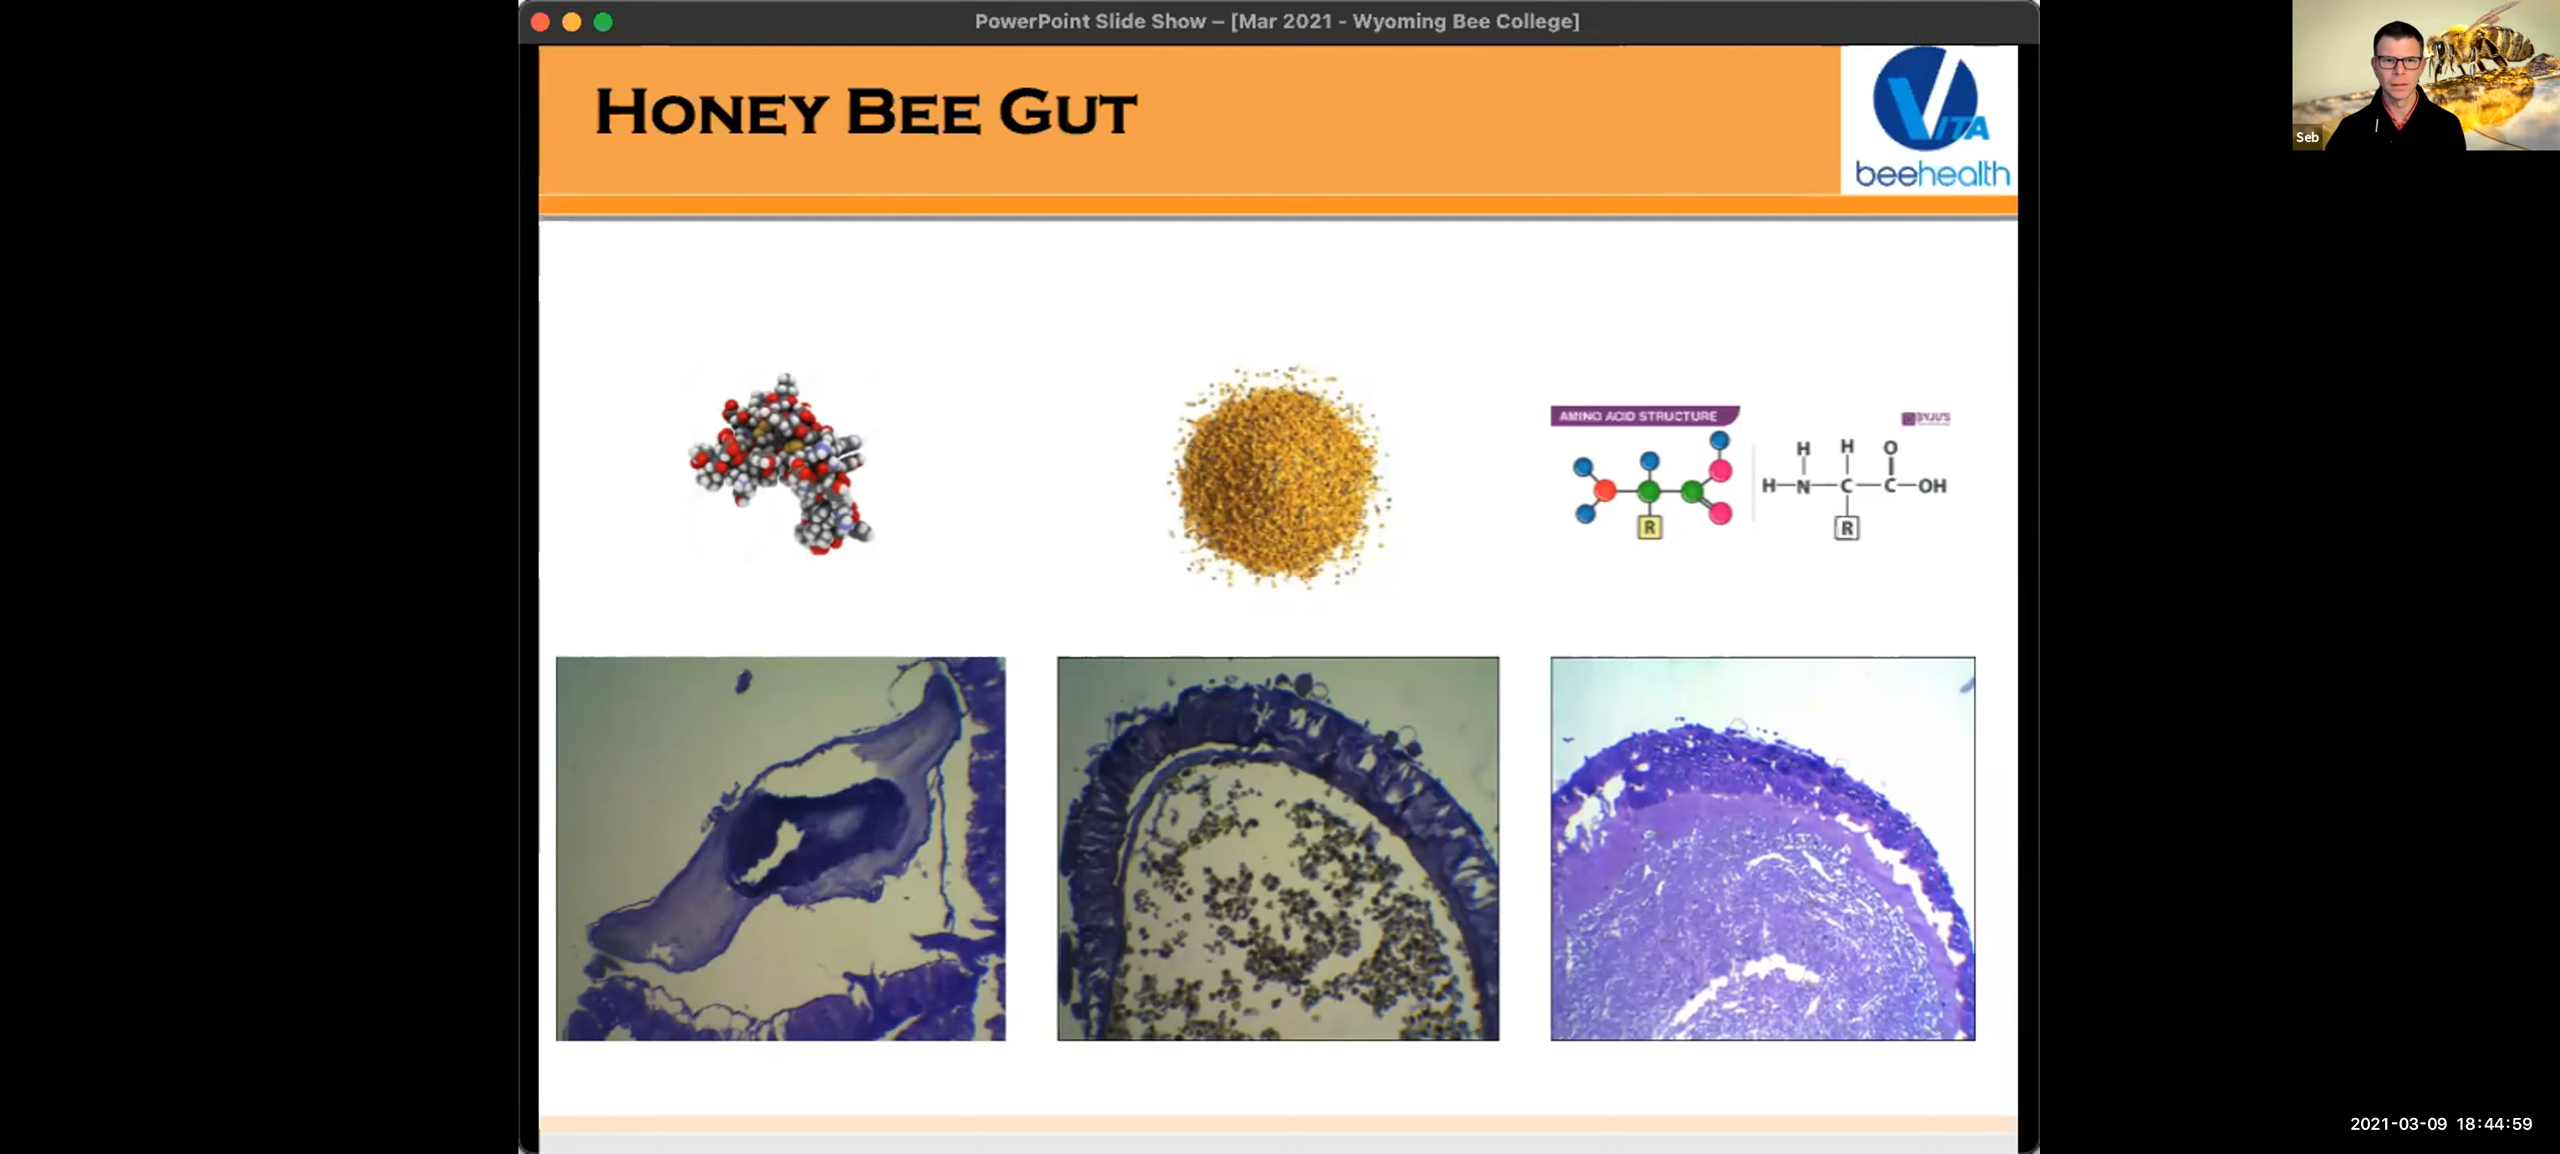 PowerPoint Slide Show – [Mar 2021 - Wyoming Bee College]
HONEY BEE GUT
VITA
beehealth
Seb
AMINO ACID STRUCTURE
BYJU'S
R
H H O
H—N—C—C—OH
R
2021-03-09 18:44:59